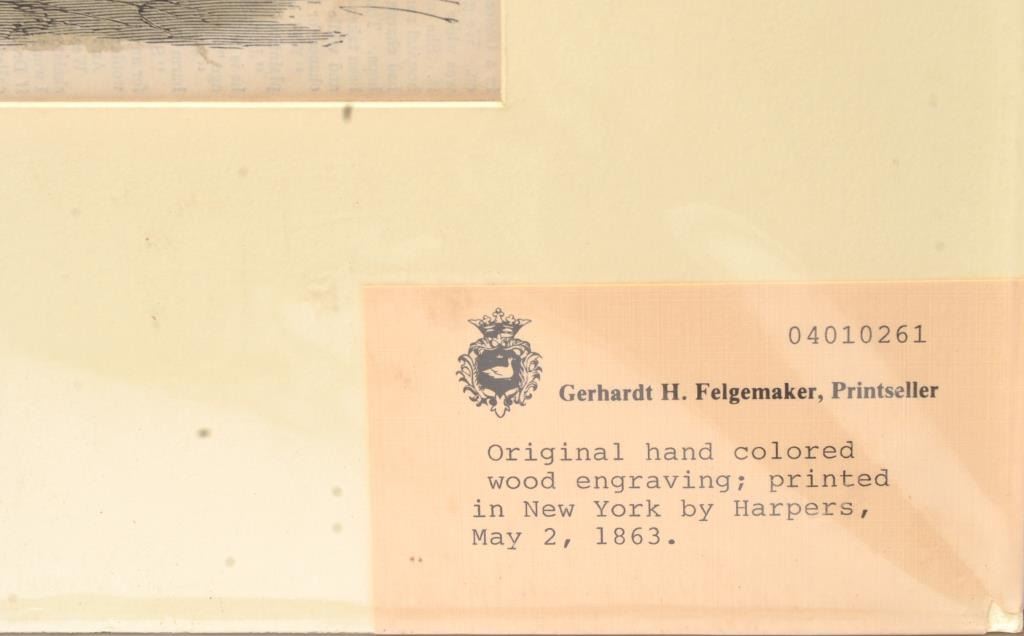 04010261
Gerhardt H. Felgemaker, Printseller
Original hand colored
wood engraving; printed
in New York by Harpers,
May 2, 1863.